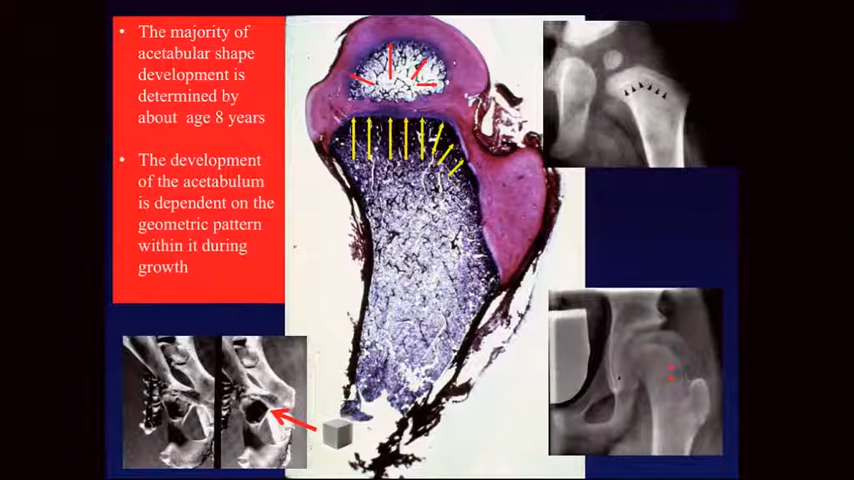 • The majority of
acetabular shape
development is
determined by
about age 8 years
• The development
of the acetabulum
is dependent on the
geometric pattern
within it during
growth